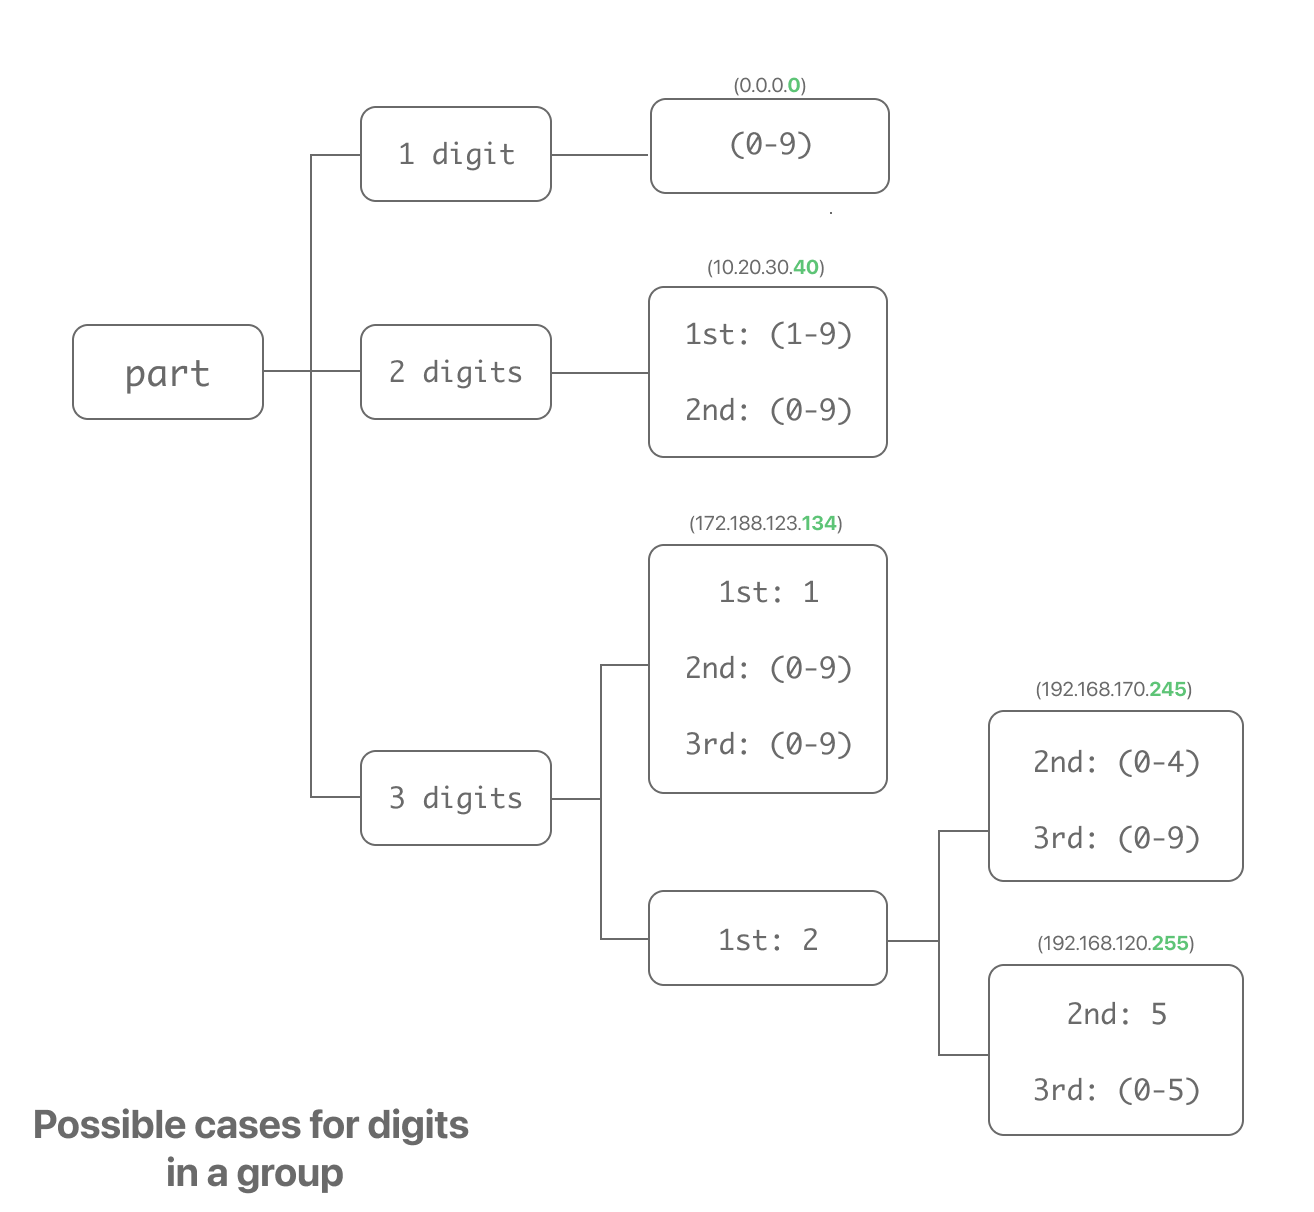 (0.0.0.0)
1 digit
(0-9)
.
(10.20.30.40)
part
2 digits
1st: (1-9)
2nd: (0-9)
(172.188.123.134)
1st: 1
2nd: (0-9)
3rd: (0-9)
3 digits
1st: 2
(192.168.170.245)
2nd: (0-4)
3rd: (0-9)
(192.168.120.255)
2nd: 5
3rd: (0-5)
Possible cases for digits
in a group